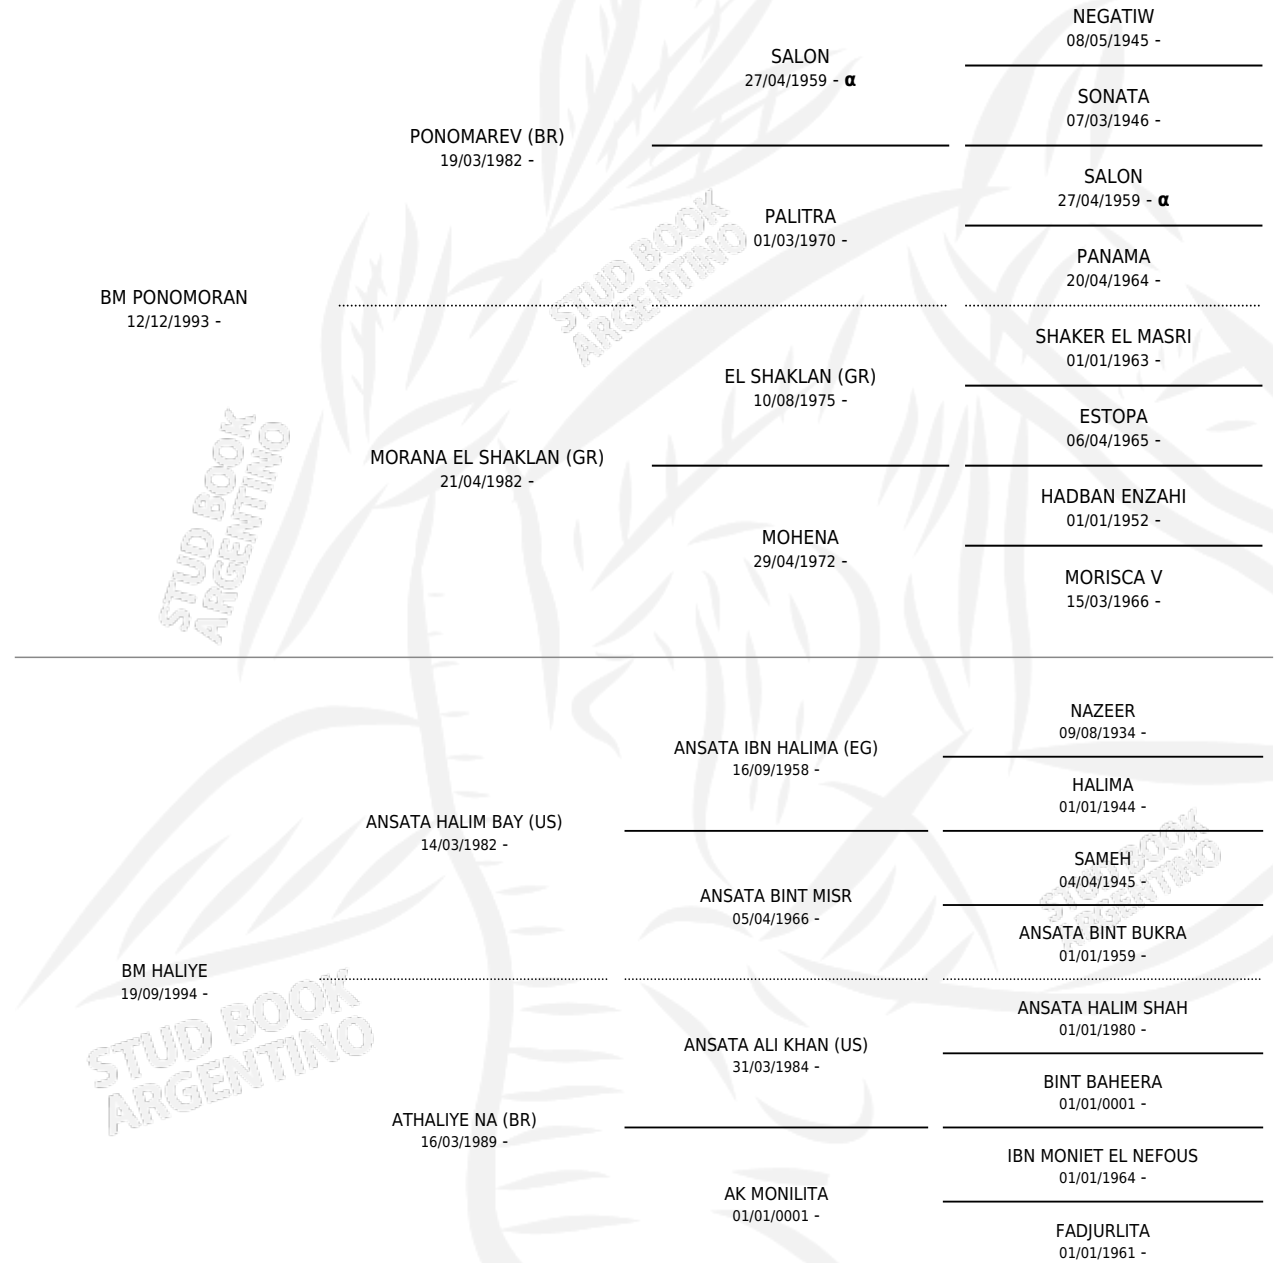 NEGATIW
08/05/1945 -
SALON
27/04/1959 - α
SONATA
07/03/1946 -
PONOMAREV (BR)
19/03/1982 -
SALON
27/04/1959 - α
PALITRA
01/03/1970 -
PANAMA
20/04/1964 -
BM PONOMORAN
12/12/1993 -
SHAKER EL MASRI
01/01/1963 -
EL SHAKLAN (GR)
10/08/1975 -
ESTOPA
06/04/1965 -
MORANA EL SHAKLAN (GR)
21/04/1982 -
HADBAN ENZAHI
01/01/1952 -
MOHENA
29/04/1972 -
MORISCA V
15/03/1966 -
NAZEER
09/08/1934 -
ANSATA IBN HALIMA (EG)
16/09/1958 -
HALIMA
01/01/1944 -
ANSATA HALIM BAY (US)
14/03/1982 -
SAMEH
04/04/1945 -
ANSATA BINT MISR
05/04/1966 -
ANSATA BINT BUKRA
01/01/1959 -
BM HALIYE
19/09/1994 -
ANSATA HALIM SHAH
01/01/1980 -
ANSATA ALI KHAN (US)
31/03/1984 -
BINT BAHEERA
01/01/0001 -
ATHALIYE NA (BR)
16/03/1989 -
IBN MONIET EL NEFOUS
01/01/1964 -
AK MONILITA
01/01/0001 -
FADJURLITA
01/01/1961 -
STUD BOOK
ARGENTINO
STUD BOOK
ARGENTINO
STUD BOOK
ARGENTINO
STUD BOOK
ARGENTINO